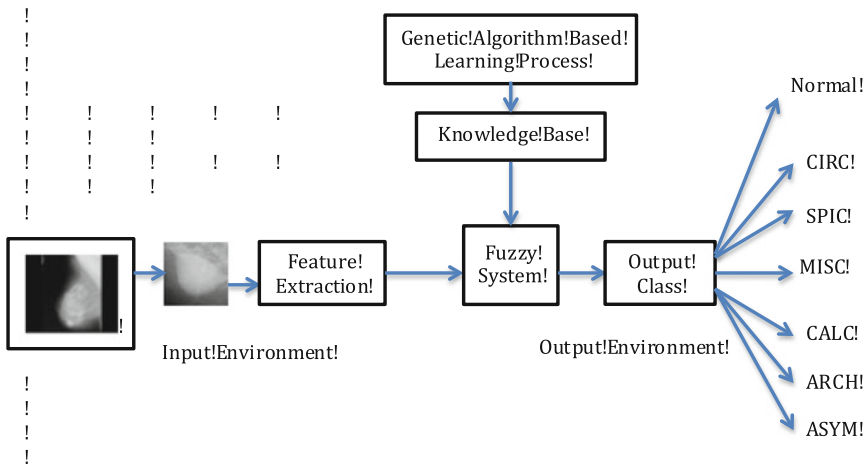 !
!
!
!
! ! ! ! !
! ! !
! ! ! ! !
! ! !
!
Genetic!Algorithm!Based!
Learning!Process!
Knowledge!Base!
!
Feature!
Extraction!
Fuzzy!
System!
Output!
Class!
Normal!
CIRC!
SPIC!
MISC!
CALC!
ARCH!
ASYM!
Input!Environment!
Output!Environment!
!
!
!
!